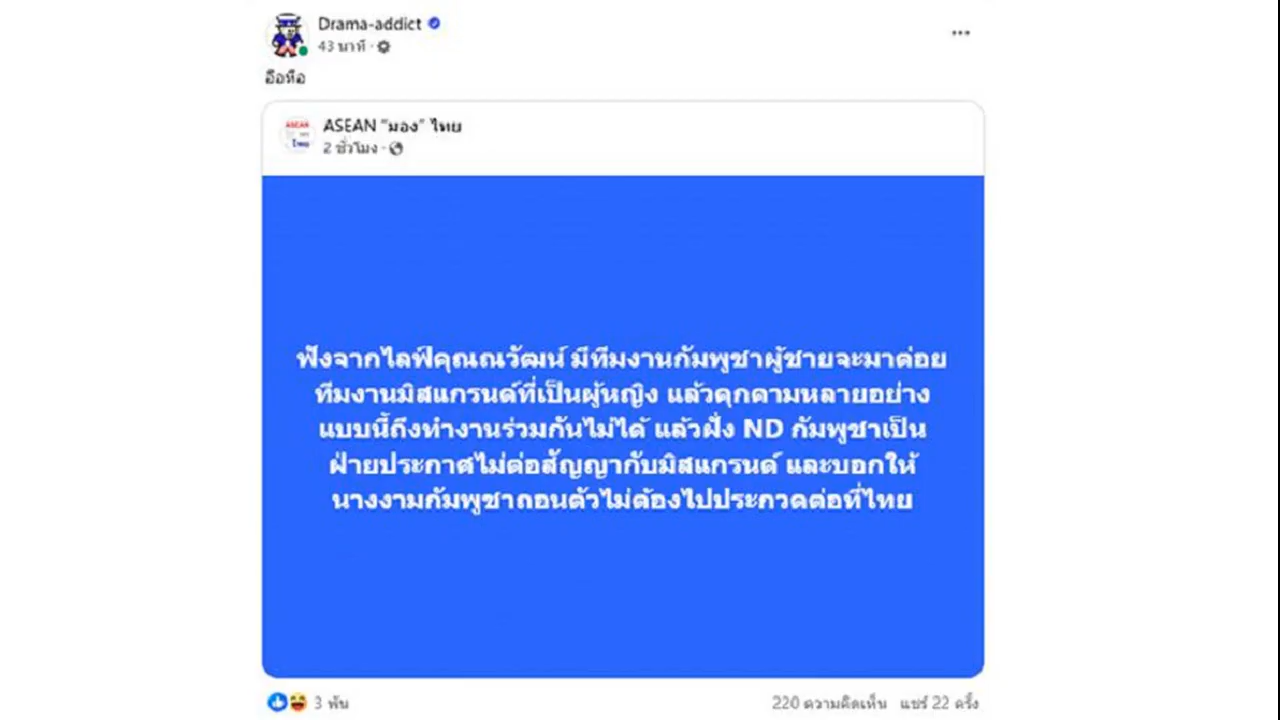 Drama-addict
43 นาที ·
อือหือ
ASEAN "มอง" ไทย
2 ชั่วโมง ·
ฟังจากไลฟ์คุณณวัฒน์ มีทีมงานกัมพูชาผู้ชายจะมาต่อย
ทีมงานมิสแกรนด์ที่เป็นผู้หญิง แล้วคุกคามหลายอย่าง
แบบนี้ถึงทำงานร่วมกันไม่ได้ แล้วฝั่ง ND กัมพูชาเป็น
ฝ่ายประกาศไม่ต่อสัญญากับมิสแกรนด์ และบอกให้
นางงามกัมพูชาถอนตัวไม่ต้องไปประกวดต่อที่ไทย
3 พัน
220 ความคิดเห็น แชร์ 22 ครั้ง